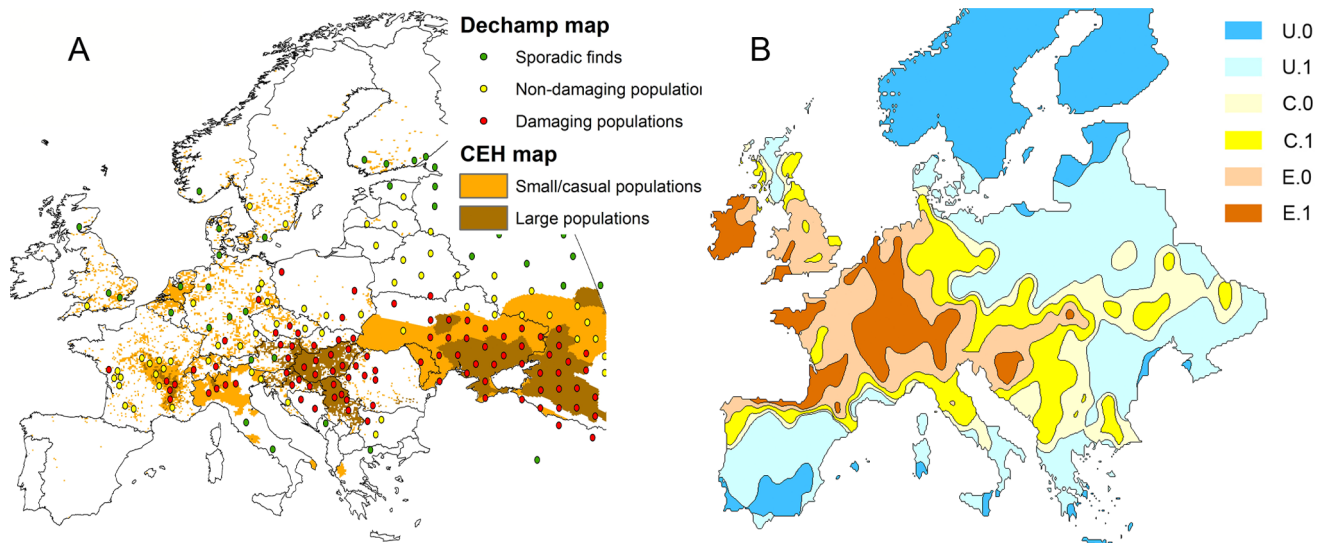 A
Dechamp map
Sporadic finds
Non-damaging population
Damaging populations
CEH map
Small/casual populations
Large populations
B
U.0
U.1
C.0
C.1
E.0
E.1